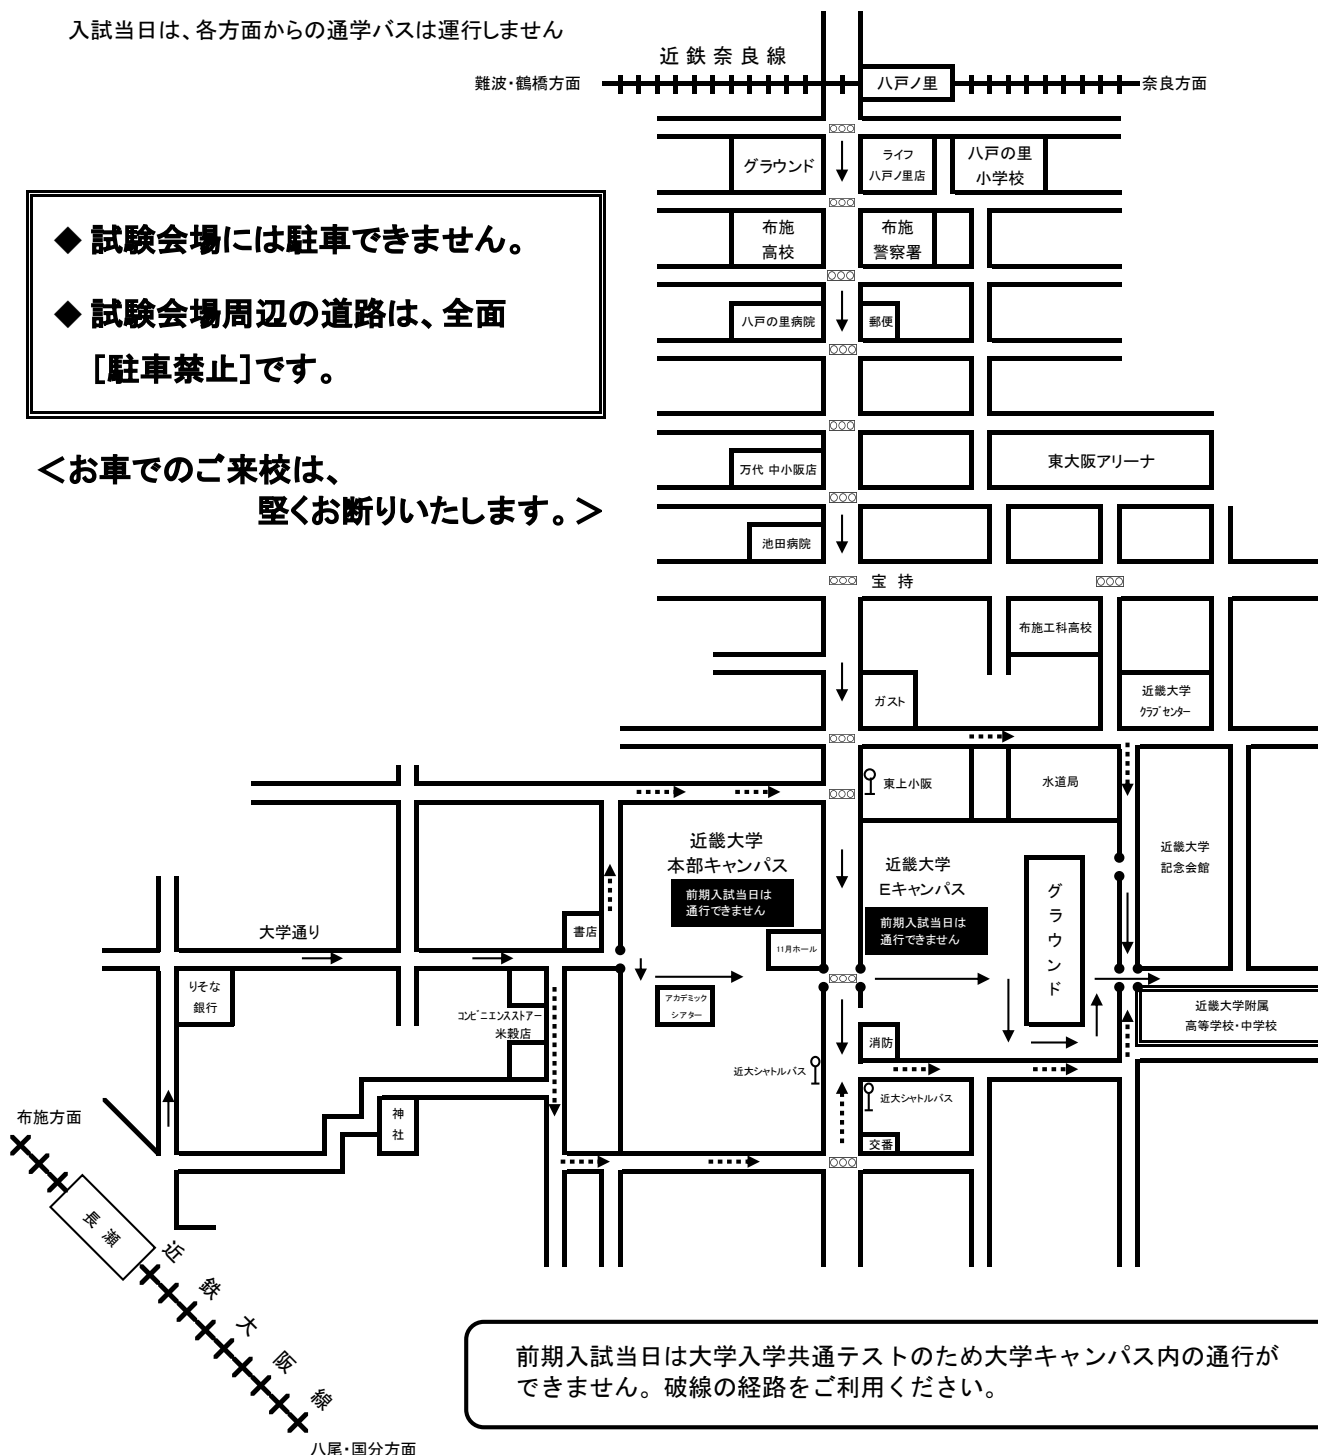 入試当日は、各方面からの通学バスは運行しません
近鉄奈良線
難波・鶴橋方面
八戸ノ里
奈良方面
グラウンド
ライフ
八戸ノ里店
八戸の里
小学校
◆ 試験会場には駐車できません。
◆ 試験会場周辺の道路は、全面
［駐車禁止］です。
布施
高校
布施
警察署
八戸の里病院
郵便
＜お車でのご来校は、
堅くお断りいたします。＞
万代 中小阪店
東大阪アリーナ
池田病院
宝持
布施工科高校
ガスト
近畿大学
クラブセンター
東上小阪
水道局
近畿大学
本部キャンパス
前期入試当日は
通行できません
近畿大学
Eキャンパス
前期入試当日は
通行できません
グラウンド
近畿大学
記念会館
大学通り
書店
11月ホール
りそな
銀行
コンビニエンスストアー
米穀店
アカデミック
シアター
近畿大学附属
高等学校・中学校
消防
近大シャトルバス
近大シャトルバス
交番
神社
布施方面
長瀬
近鉄大阪線
八尾・国分方面
前期入試当日は大学入学共通テストのため大学キャンパス内の通行が
できません。破線の経路をご利用ください。